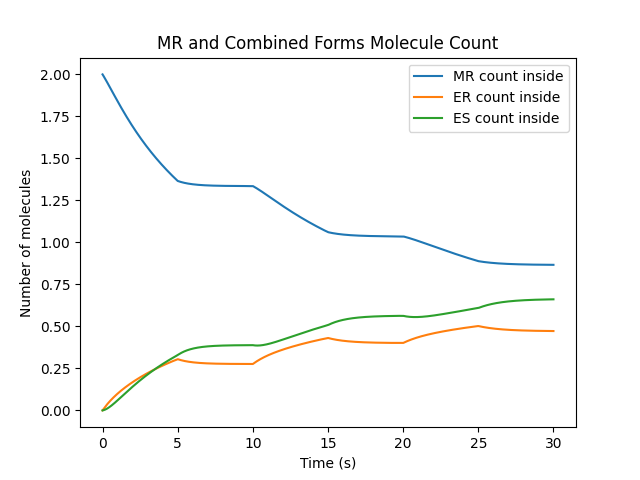 MR and Combined Forms Molecule Count
MR count inside
ER count inside
ES count inside
Number of molecules
2.00
1.75
1.50
1.25
1.00
0.75
0.50
0.25
0.00
0 5 10 15 20 25 30
Time (s)